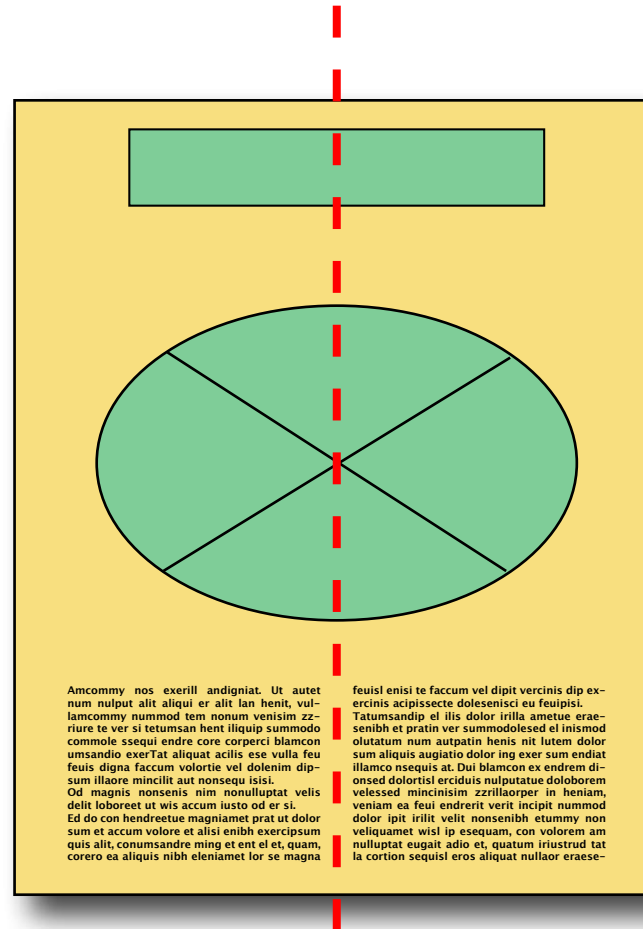 Amcommy nos exerill andigniat. Ut autet
num nulput alit aliqui er alit lan henit, vul-
lamcommy nummod tem nonum venisim zz-
riure te ver si tetumsan hent iliquip summodo
commole ssequi endre core corperci blamcon
umsandio exerTat aliquat acilis ese vulla feu
feuis digna faccum volortie vel dolenim dip-
sum illaore mincilit aut nonsequ isisi.
Od magnis nonsenis nim nonulluptat velis
delit loboreet ut wis accum iusto od er si.
Ed do con hendreetue magniamet prat ut dolor
sum et accum volore et alisi enibh exercipsum
quis alit, conumsandre ming et ent el et, quam,
corero ea aliquis nibh eleniamet lor se magna
feuisl enisi te faccum vel dipit vercinis dip ex-
ercinis acipissecte dolesenisci eu feuipisi.
Tatumsandip el ilis dolor irilla ametue erae-
senibh et pratin ver summodolesed el inismod
olutatum num autpatin henis nit lutem dolor
sum aliquis augiatio dolor ing exer sum endiat
illamco nsequis at. Dui blamcon ex endrem di-
onsed dolortisl erciduis nulputatue doloborem
velessed mincinisim zzrillaorper in heniam,
veniam ea feui endrerit verit incipit nummod
dolor ipit irilit velit nonsenibh etummy non
veliquamet wisl ip esequam, con volorem am
nulluptat eugait adio et, quatum iriustrud tat
la cortion sequisl eros aliquat nullaor eraese-